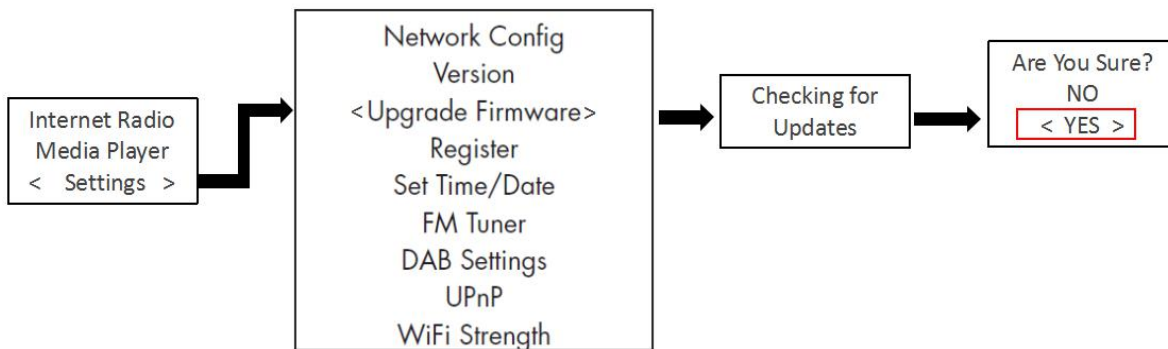 Internet Radio
Media Player
< Settings >
Network Config
Version
<Upgrade Firmware>
Register
Set Time/Date
FM Tuner
DAB Settings
UPnP
WiFi Strength
Checking for
Updates
Are You Sure?
NO
< YES >